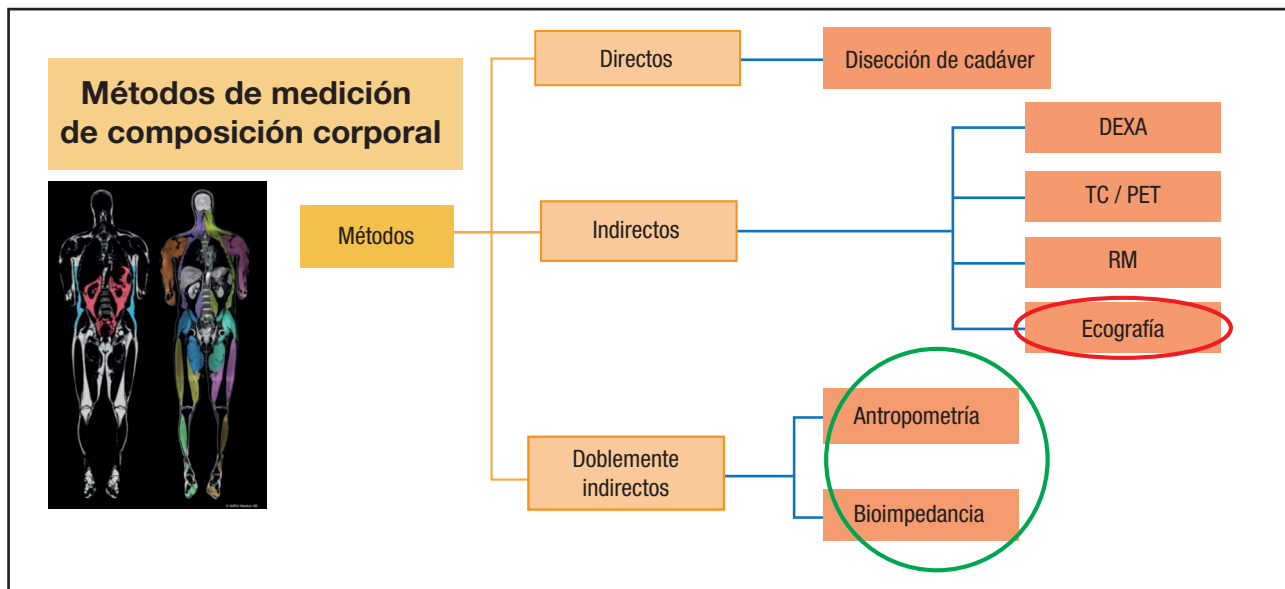 Métodos de medición
de composición corporal
Métodos
Directos
Disección de cadáver
Indirectos
DEXA
TC / PET
RM
Ecografía
Doblemente
indirectos
Antropometría
Bioimpedancia